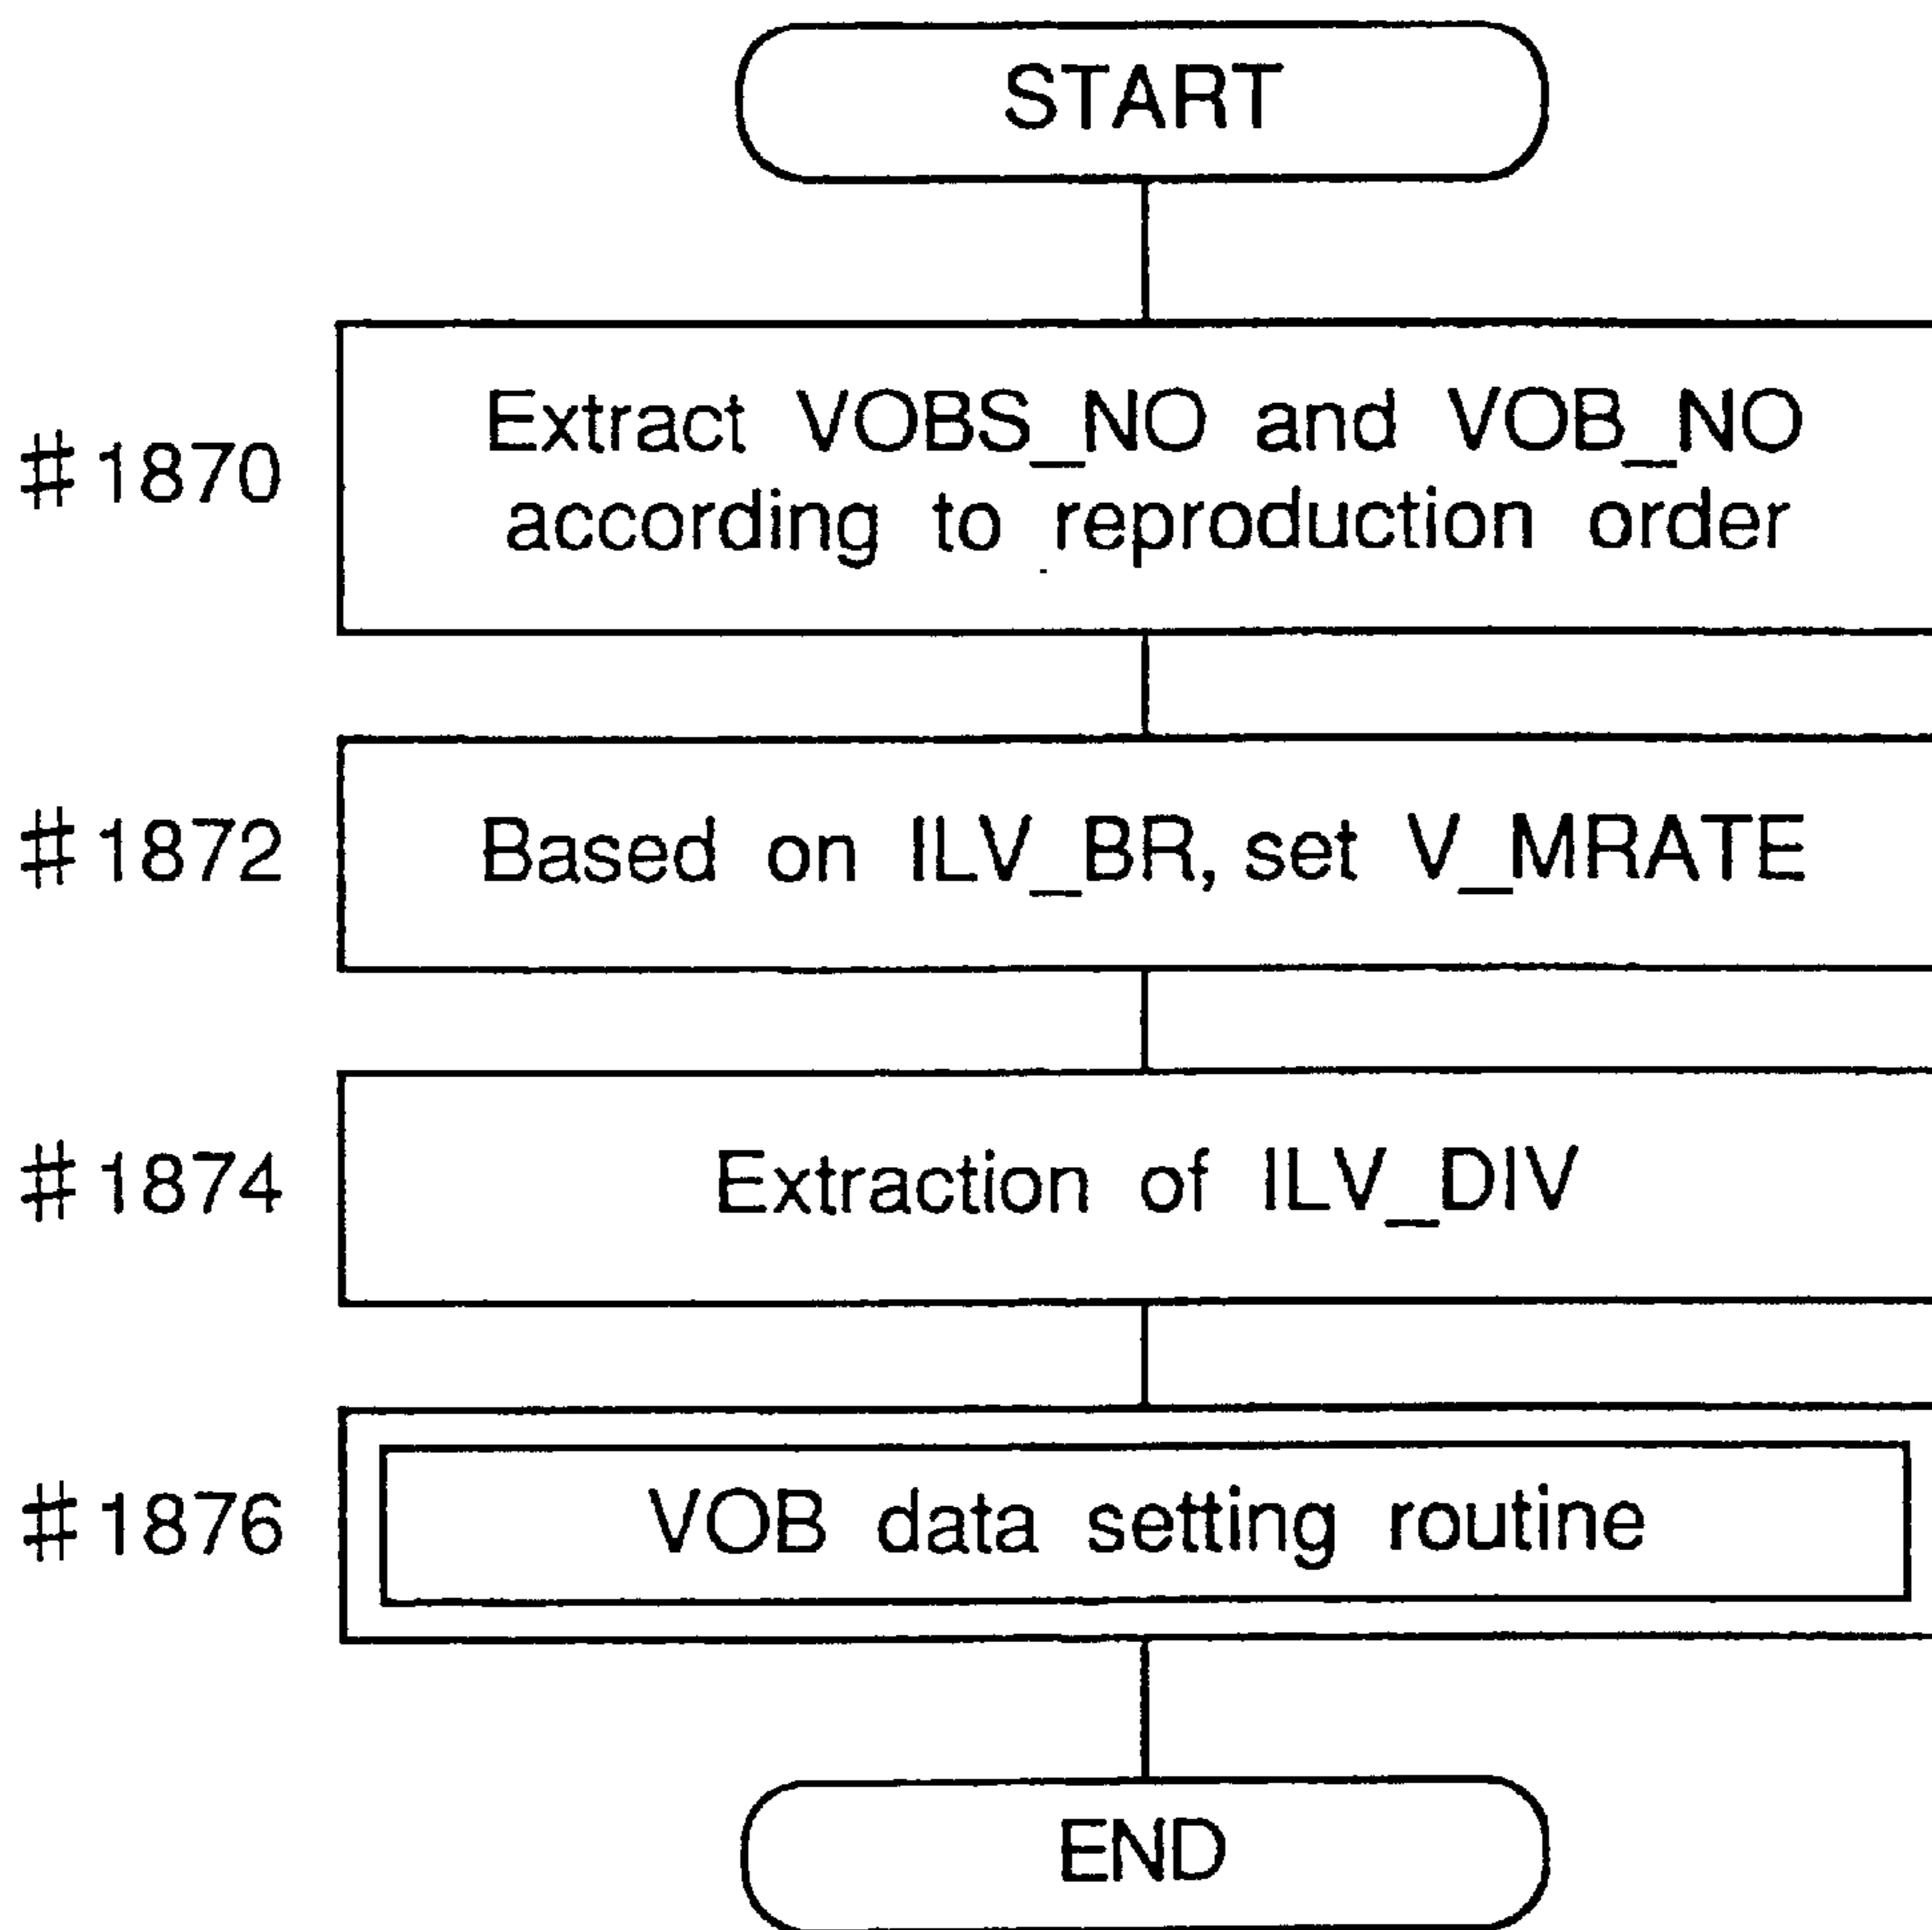 START
Extract VOBS_NO and VOB_NO
#1870
according to reproduction order
#1872 Based on ILV_BR, set V_MRATE
#1874 Extraction of ILV_DIV
#1876 VOB data setting routine
END